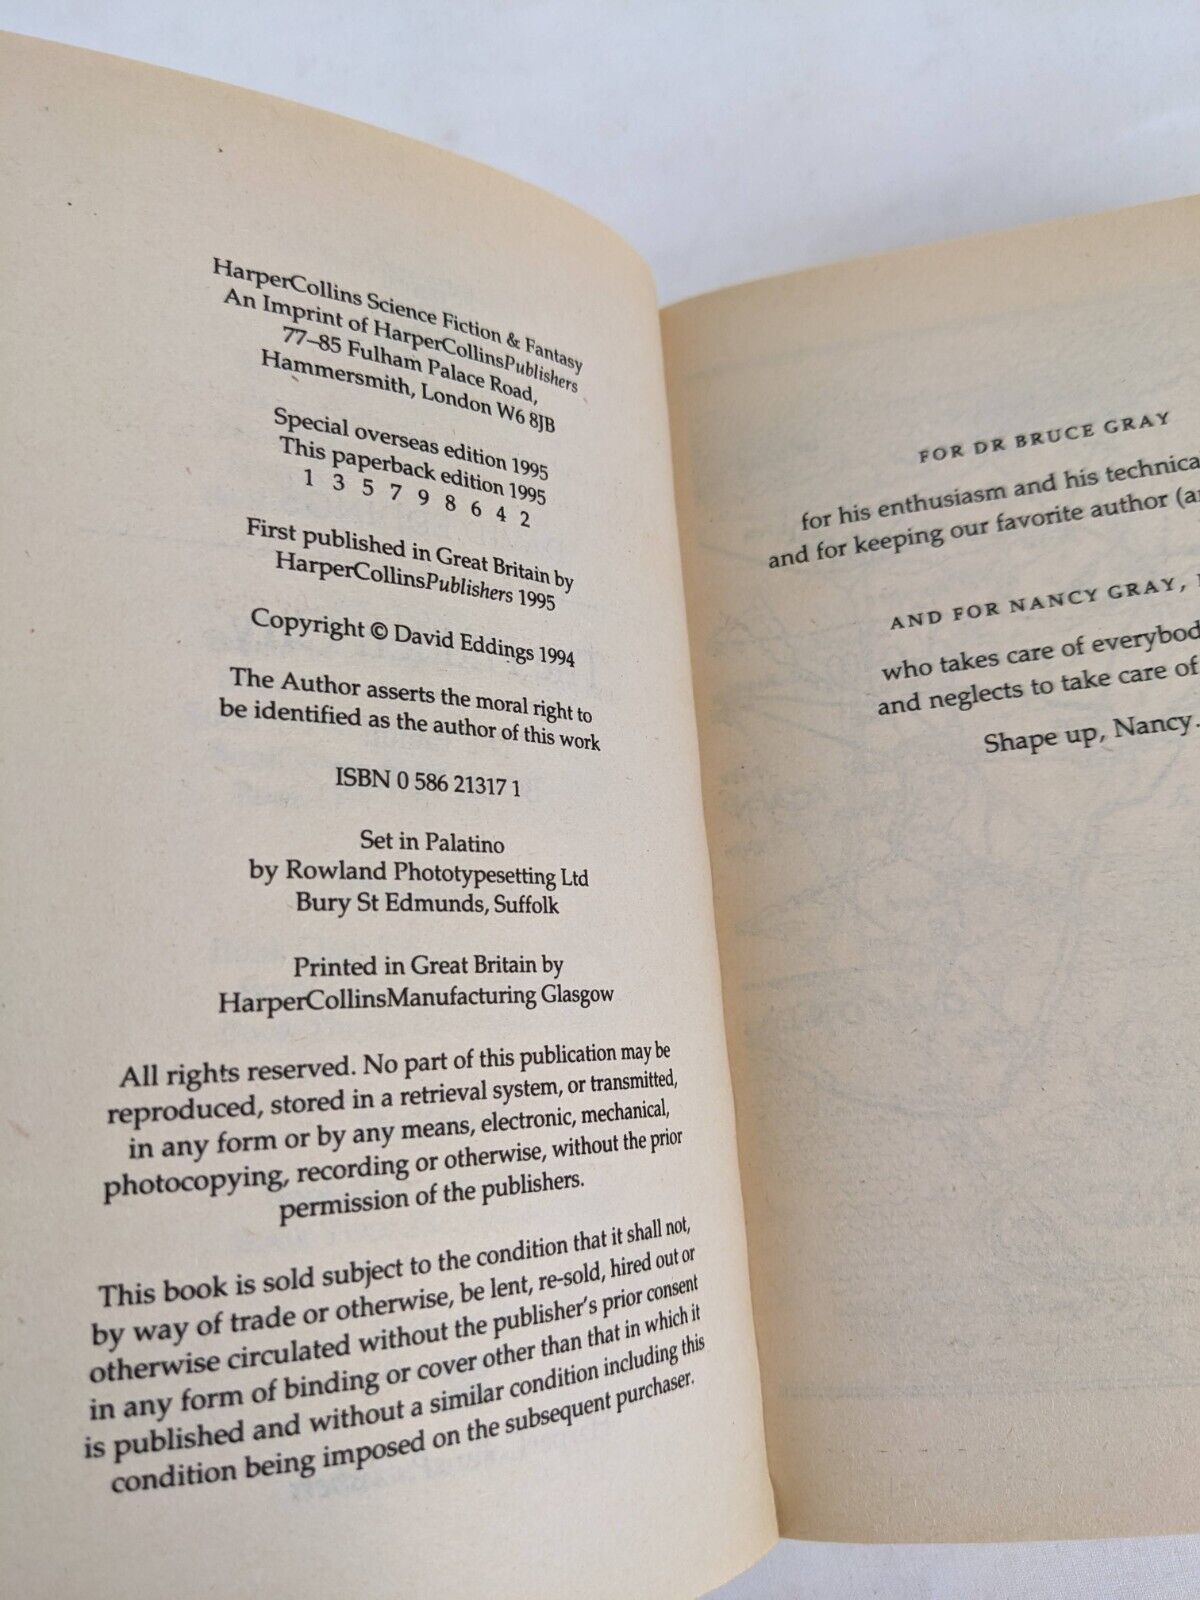 HarperCollins Science Fiction & Fantasy
An Imprint of HarperCollinsPublishers
77–85 Fulham Palace Road,
Hammersmith, London W6 8JB
Special overseas edition 1995
This paperback edition 1995
1 3 5 7 9 8 6 4 2
First published in Great Britain by
HarperCollinsPublishers 1995
Copyright © David Eddings 1994
The Author asserts the moral right to
be identified as the author of this work
ISBN 0 586 21317 1
Set in Palatino
by Rowland Phototypesetting Ltd
Bury St Edmunds, Suffolk
Printed in Great Britain by
HarperCollinsManufacturing Glasgow
All rights reserved. No part of this publication may be
reproduced, stored in a retrieval system, or transmitted,
in any form or by any means, electronic, mechanical,
photocopying, recording or otherwise, without the prior
permission of the publishers.
This book is sold subject to the condition that it shall not,
by way of trade or otherwise, be lent, re-sold, hired out or
otherwise circulated without the publisher's prior consent
in any form of binding or cover other than that in which it
is published and without a similar condition including this
condition being imposed on the subsequent purchaser.
FOR DR BRUCE GRAY
for his enthusiasm and his technica
and for keeping our favorite author (a
AND FOR NANCY GRAY,
who takes care of everybod
and neglects to take care of
Shape up, Nancy.